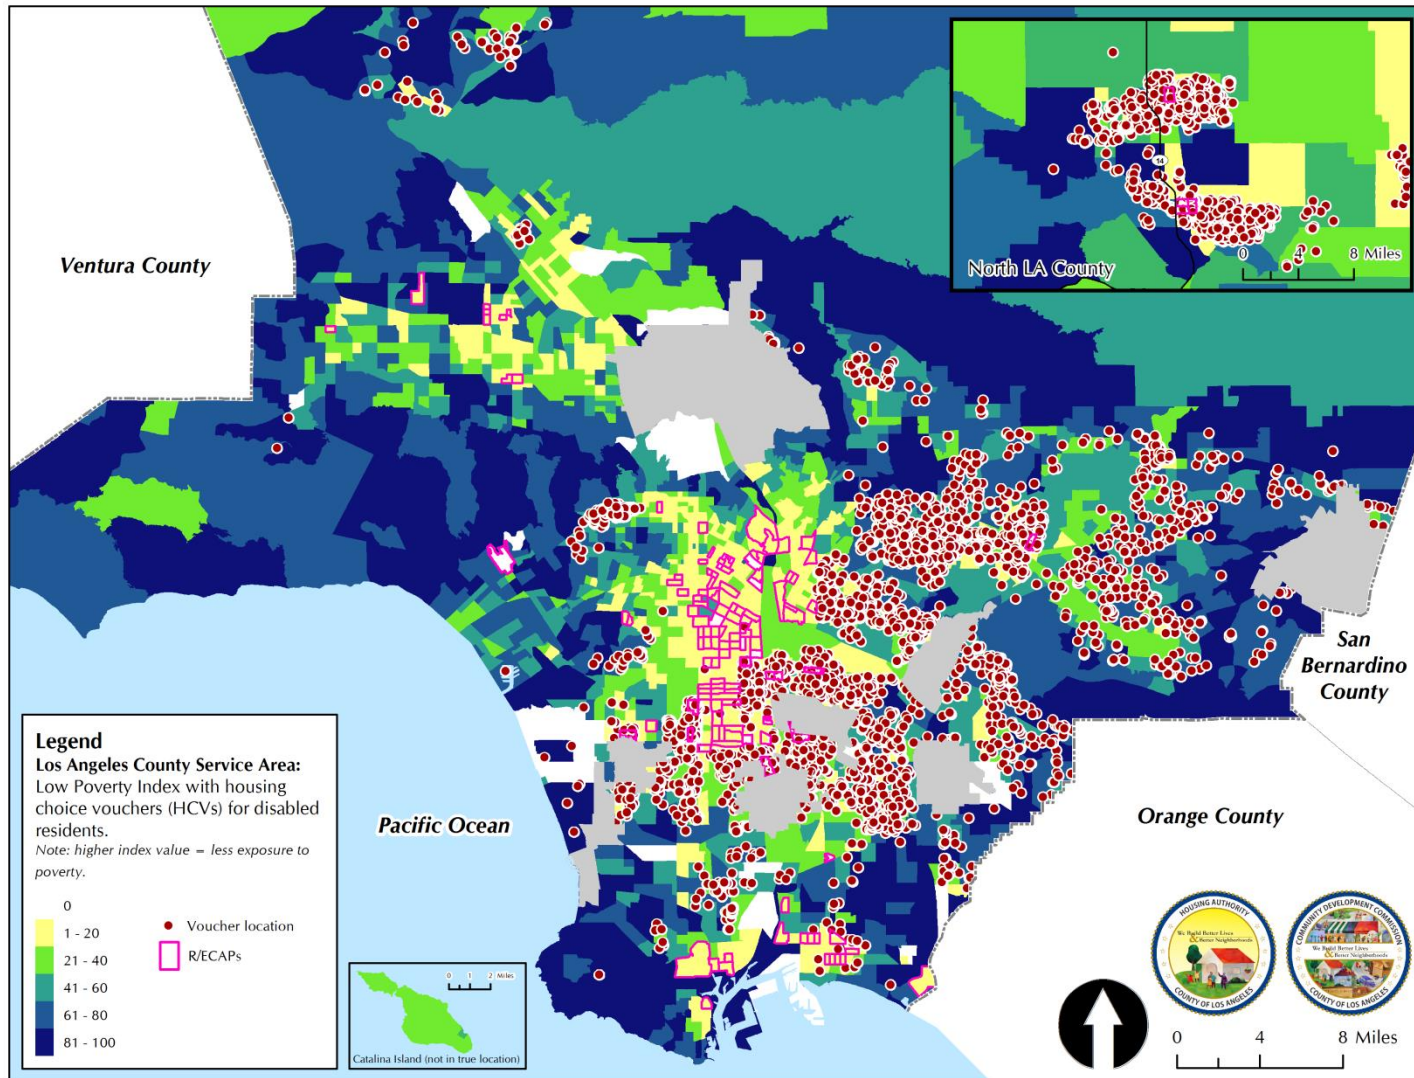 North LA County
14
0 4 8 Miles
Ventura County
San
Bernardino
County
Orange County
Pacific Ocean
Legend
Los Angeles County Service Area:
Low Poverty Index with housing
choice vouchers (HCVs) for disabled
residents.
Note: higher index value = less exposure to
poverty.
0
1 - 20
21 - 40
41 - 60
61 - 80
81 - 100
Voucher location
R/ECAPs
0 1 2 Miles
Catalina Island (not in true location)
HOUSING AUTHORITY
We Build Better Lives
& Better Neighborhoods
COUNTY OF LOS ANGELES
COMMUNITY DEVELOPMENT COMMISSION
We Build Better Lives
& Better Neighborhoods
COUNTY OF LOS ANGELES
0 4 8 Miles